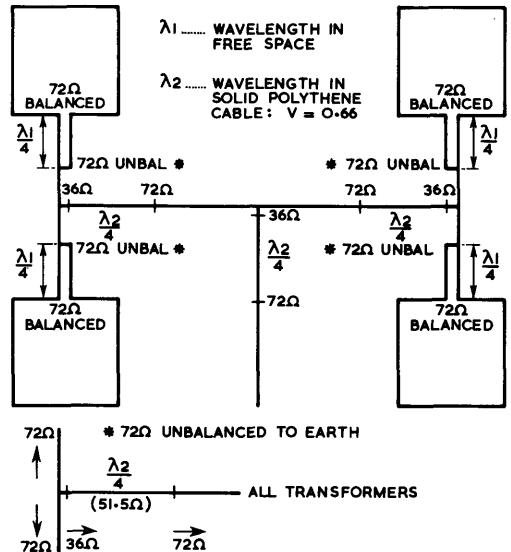 λ1 ........ WAVELENGTH IN
FREE SPACE
λ2 ...... WAVELENGTH IN
SOLID POLYTHENE
CABLE : V = 0·66
72Ω
BALANCED
72Ω
BALANCED
λ1/4
72Ω UNBAL *
* 72Ω UNBAL
λ1/4
36Ω
72Ω
72Ω
36Ω
λ2/4
36Ω
λ2/4
λ1/4
72Ω UNBAL *
λ2/4
* 72Ω UNBAL
λ1/4
72Ω
BALANCED
72Ω
72Ω
BALANCED
72Ω
* 72Ω UNBALANCED TO EARTH
λ2/4
(51·5Ω)
ALL TRANSFORMERS
72Ω
36Ω
72Ω